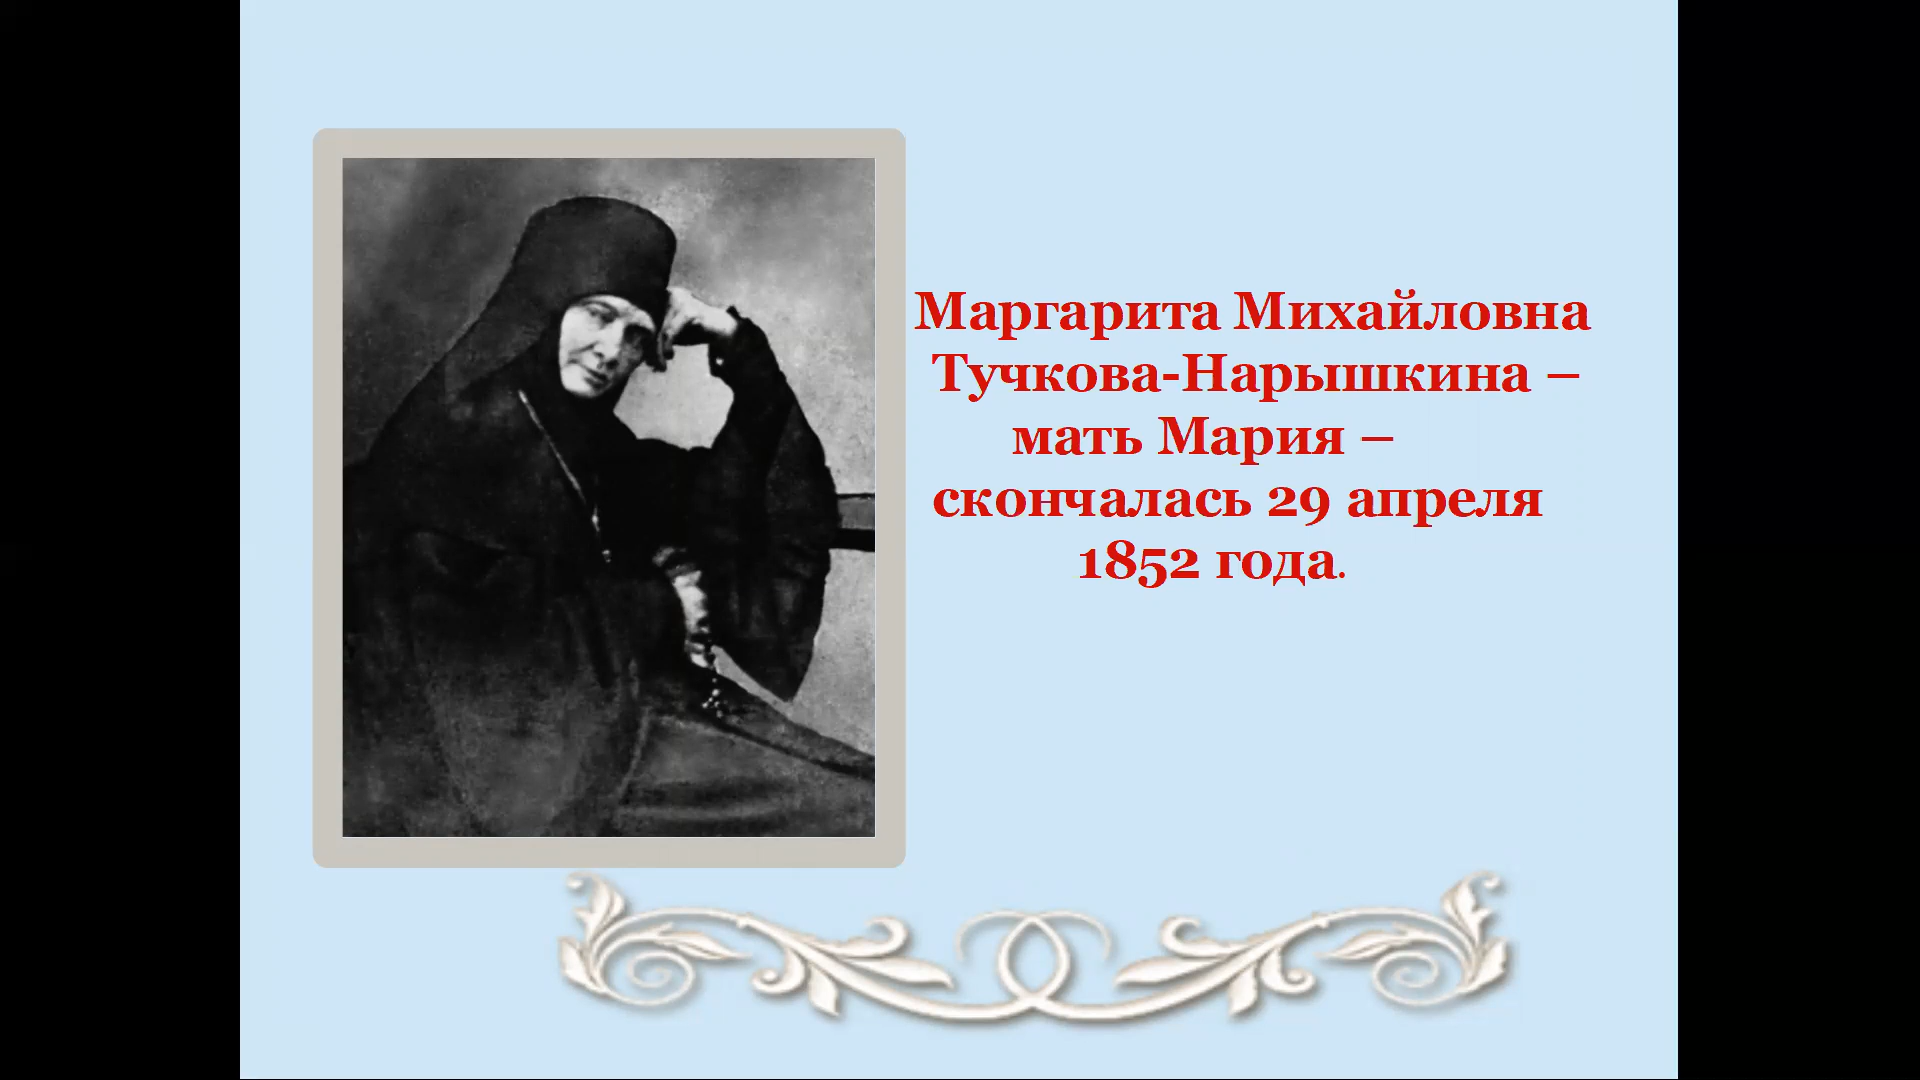 Маргарита Михайловна
Тучкова-Нарышкина –
мать Мария –
скончалась 29 апреля
1852 года.